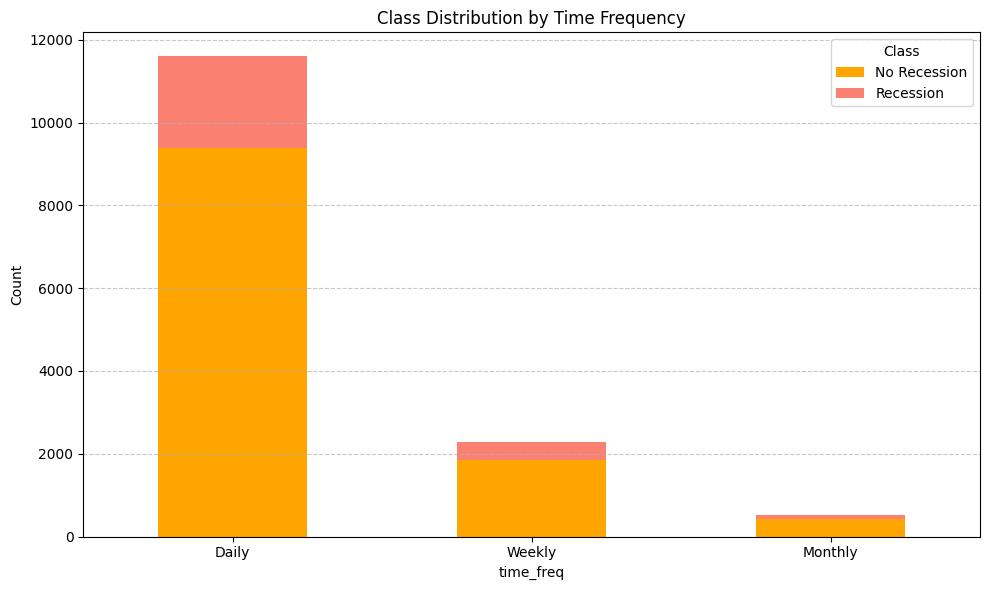 Class Distribution by Time Frequency
Class
No Recession
Recession
12000
10000
8000
6000
4000
2000
0
Count
Daily Weekly Monthly
time_freq